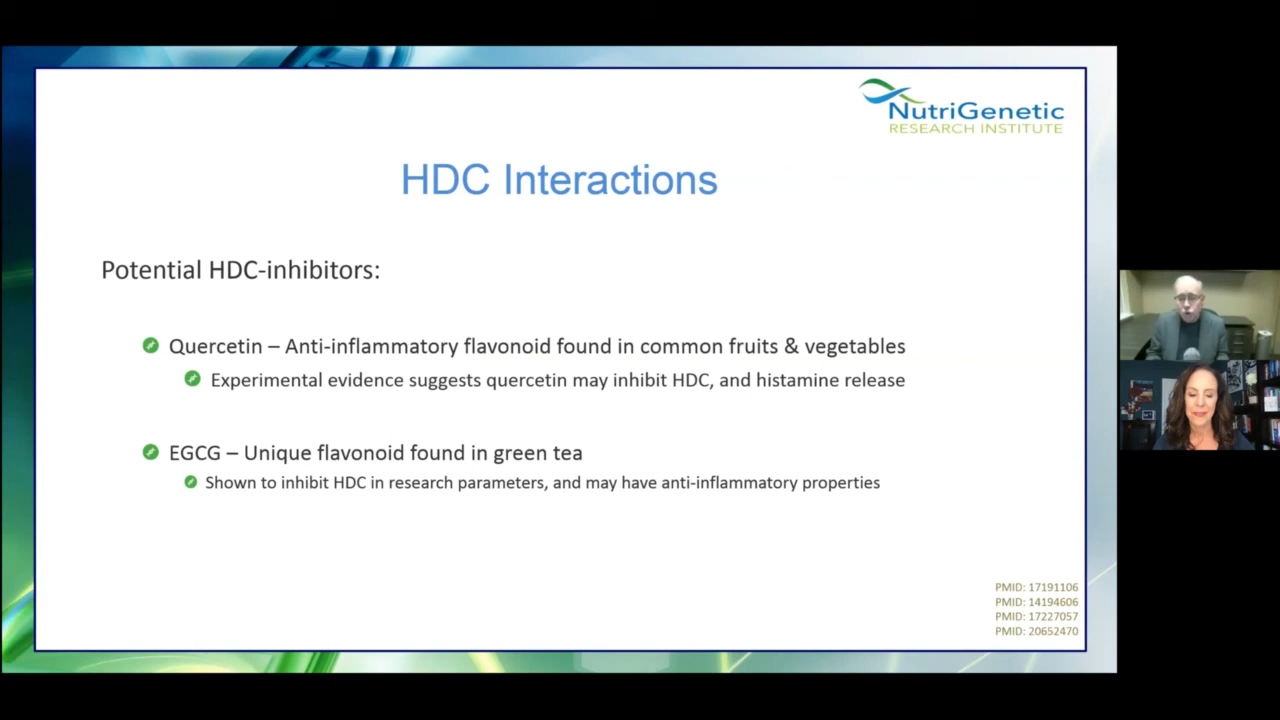 NutriGenetic
RESEARCH INSTITUTE
HDC Interactions
Potential HDC-inhibitors:
Quercetin – Anti-inflammatory flavonoid found in common fruits & vegetables
Experimental evidence suggests quercetin may inhibit HDC, and histamine release
EGCG – Unique flavonoid found in green tea
Shown to inhibit HDC in research parameters, and may have anti-inflammatory properties
PMID: 17191106
PMID: 14194606
PMID: 17227057
PMID: 20652470